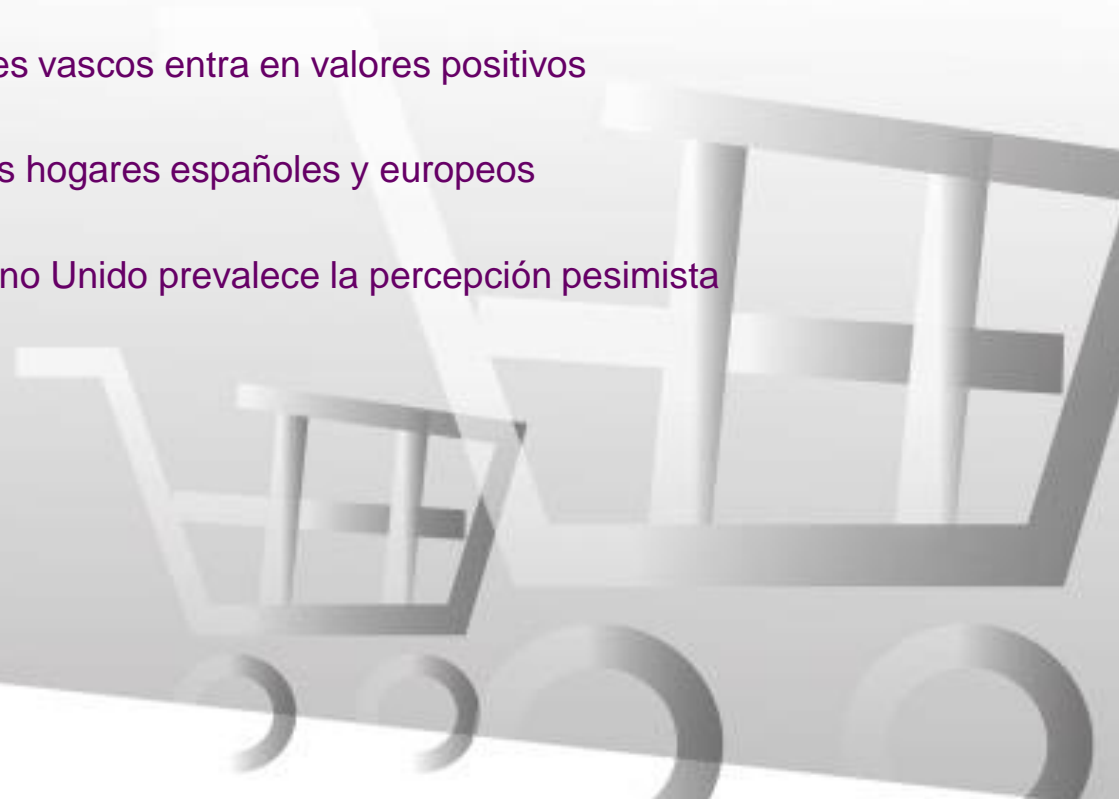 es vascos entra en valores positivos
s hogares españoles y europeos
no Unido prevalece la percepción pesimista